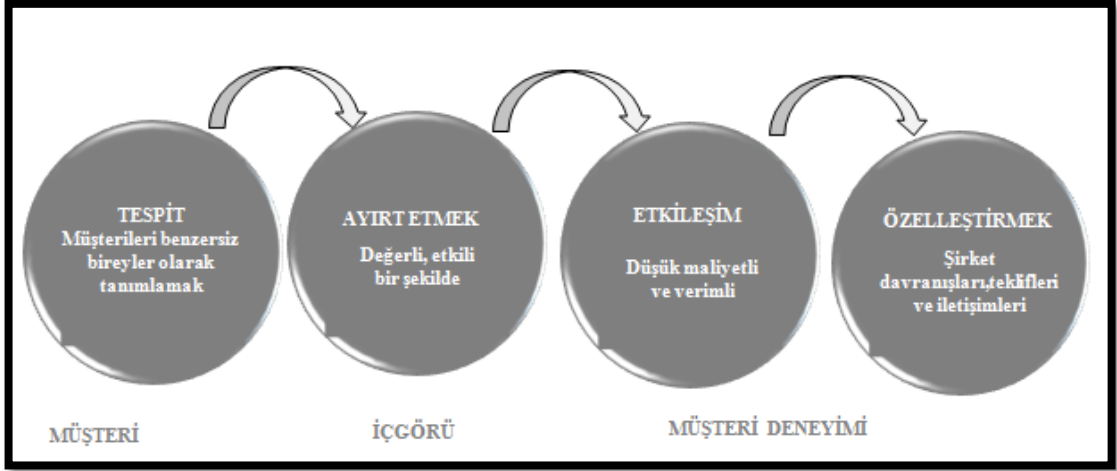 TESPİT
Müşterileri benzersiz
bireyler olarak
tanımlamak
AYIRT ETMEK
Değerli, etkili
bir şekilde
ETKİLEŞİM
Düşük maliyetli
ve verimli
ÖZELLEŞTİRMEK
Şirket
davranışları,teklifleri
ve iletişimleri
MÜŞTERİ
İÇGÖRÜ
MÜŞTERİ DENEYİMİ